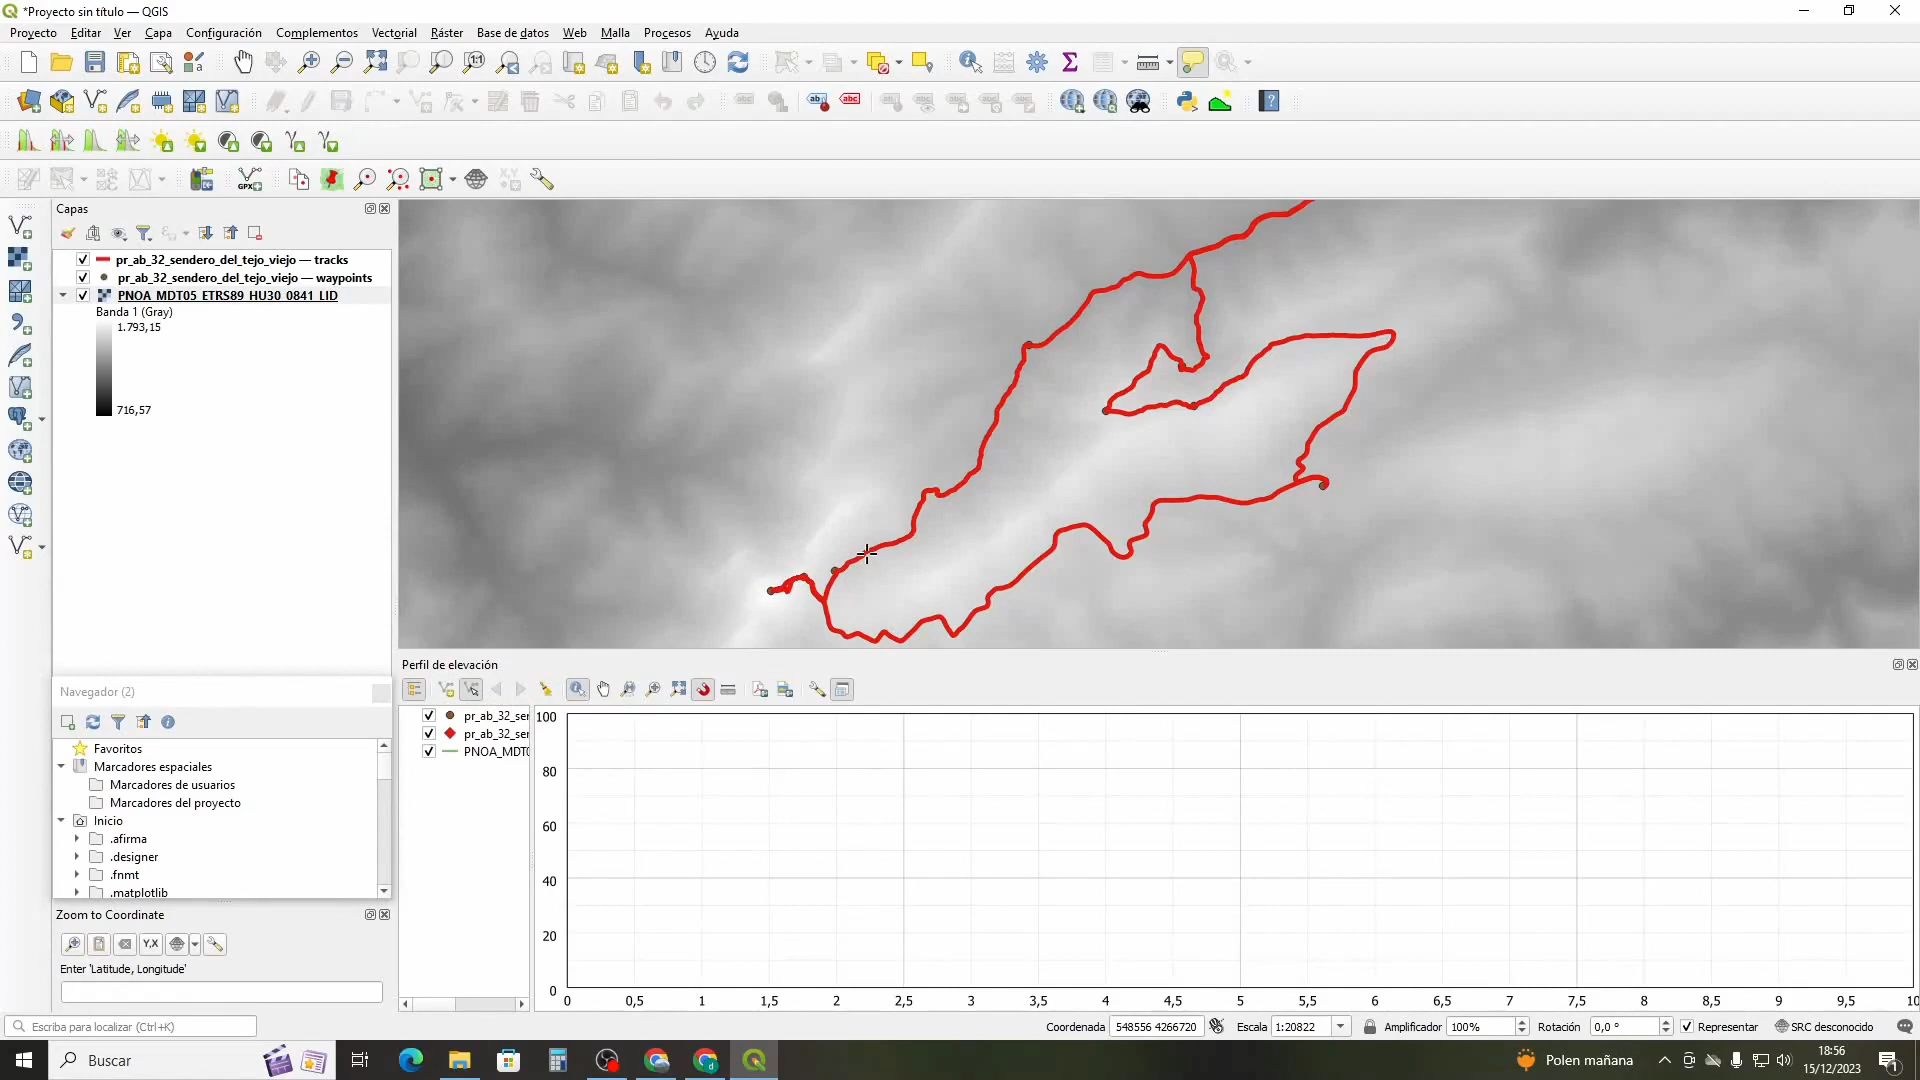 *Proyecto sin título — QGIS
Proyecto Editar Ver Capa Configuración Complementos Vectorial Ráster Base de datos Web Malla Procesos Ayuda
Capas
pr_ab_32_sendero_del_tejo_viejo — tracks
pr_ab_32_sendero_del_tejo_viejo — waypoints
PNOA_MDT05_ETRS89_HU30_0841_LID
Banda 1 (Gray)
1.793,15
716,57
Navegador (2)
Favoritos
Marcadores espaciales
Marcadores de usuarios
Marcadores del proyecto
Inicio
.afirma
.designer
.fnmt
.matplotlib
Zoom to Coordinate
Y,X
Enter 'Latitude, Longitude'
Perfil de elevación
pr_ab_32_ser
pr_ab_32_ser
PNOA_MDT0
100
80
60
40
20
0
0 0,5 1 1,5 2 2,5 3 3,5 4 4,5 5 5,5 6 6,5 7 7,5 8 8,5 9 9,5 10
Escriba para localizar (Ctrl+K)
Coordenada 548556 4266720 Escala 1:20822 Amplificador 100% Rotación 0,0 ° Representar SRC desconocido
Buscar
Polen mañana
18:56
15/12/2023
1